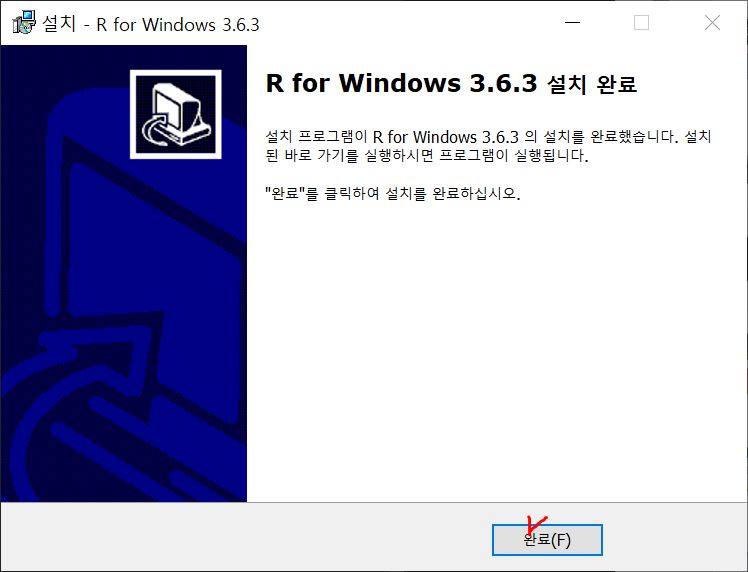 설치 - R for Windows 3.6.3
R for Windows 3.6.3 설치 완료
설치 프로그램이 R for Windows 3.6.3 의 설치를 완료했습니다. 설치
된 바로 가기를 실행하시면 프로그램이 실행됩니다.
"완료"를 클릭하여 설치를 완료하십시오.
완료(F)